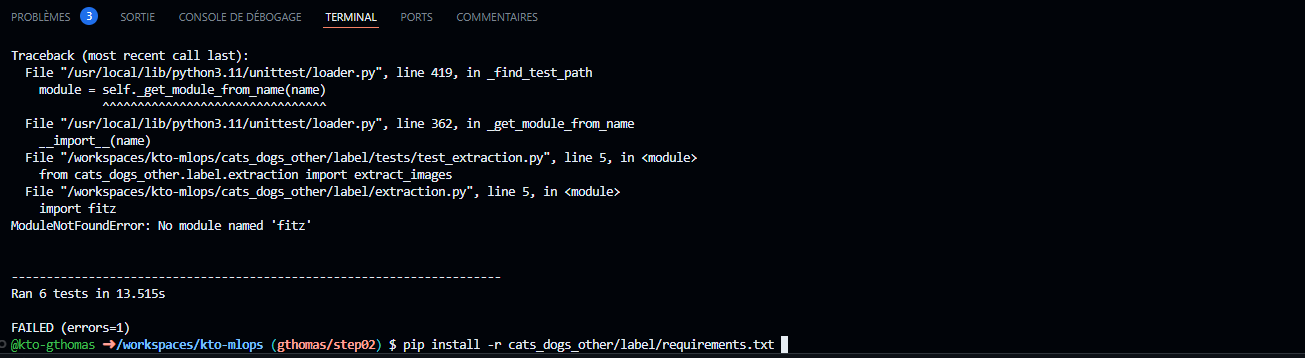 PROBLÈMES 3 SORTIE CONSOLE DE DÉBOGAGE TERMINAL PORTS COMMENTAIRES
Traceback (most recent call last):
  File "/usr/local/lib/python3.11/unittest/loader.py", line 419, in _find_test_path
    module = self._get_module_from_name(name)
             ^^^^^^^^^^^^^^^^^^^^^^^^^^^^^^^^
  File "/usr/local/lib/python3.11/unittest/loader.py", line 362, in _get_module_from_name
    __import__(name)
  File "/workspaces/kto-mlops/cats_dogs_other/label/tests/test_extraction.py", line 5, in <module>
    from cats_dogs_other.label.extraction import extract_images
  File "/workspaces/kto-mlops/cats_dogs_other/label/extraction.py", line 5, in <module>
    import fitz
ModuleNotFoundError: No module named 'fitz'
----------------------------------------------------------------------
Ran 6 tests in 13.515s
FAILED (errors=1)
@kto-gthomas ➜/workspaces/kto-mlops (gthomas/step02) $ pip install -r cats_dogs_other/label/requirements.txt